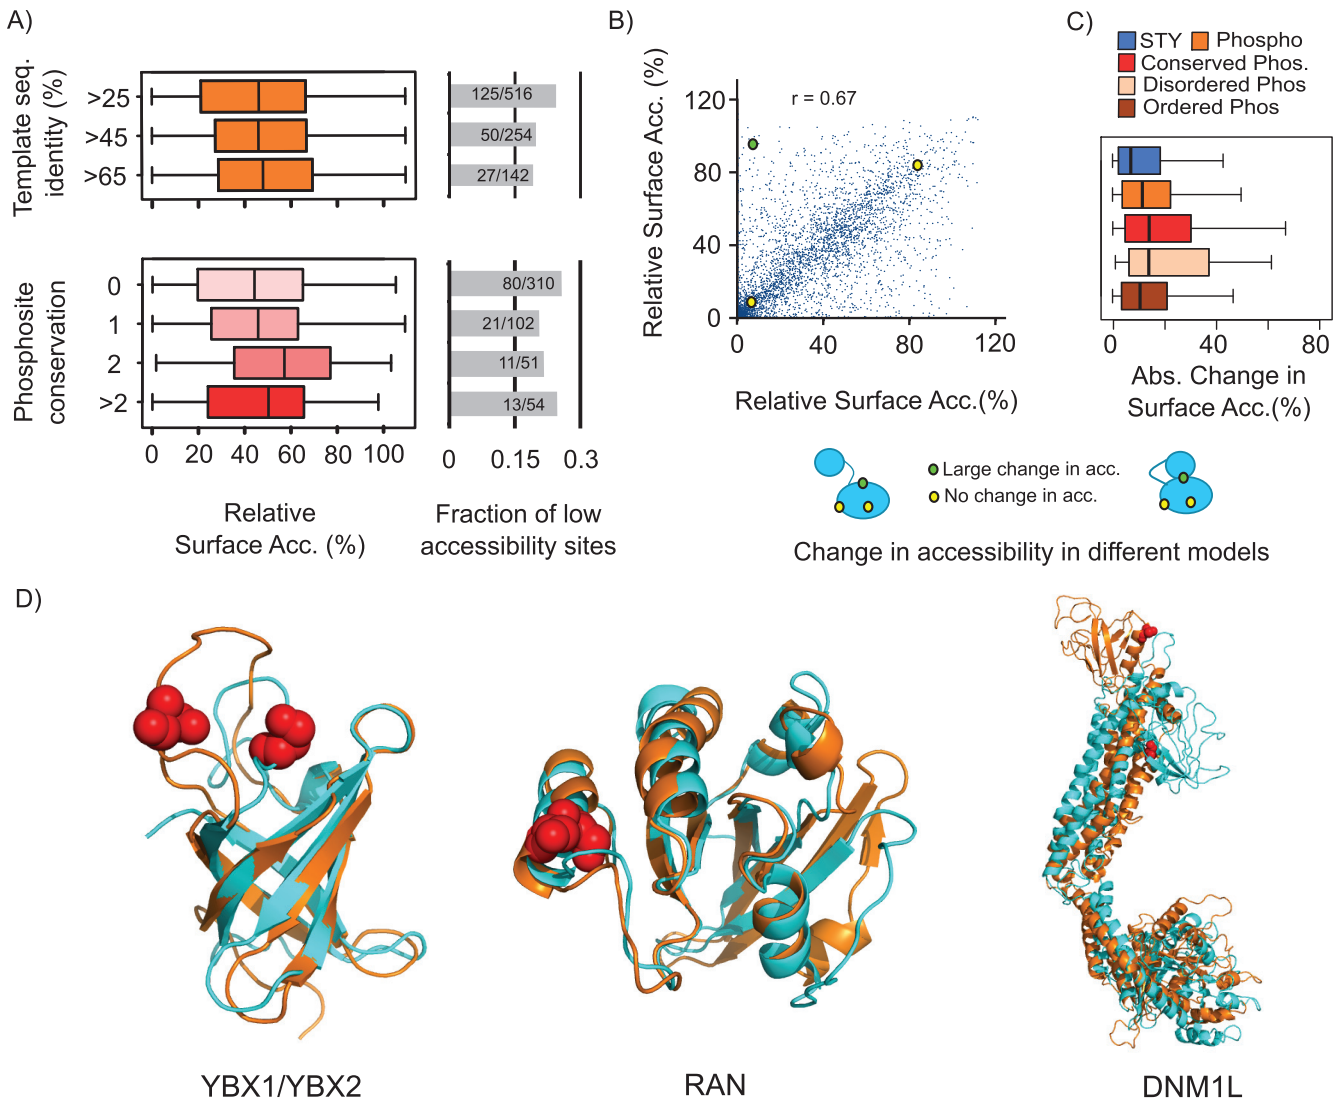 A)
Template seq.
identity (%)
>25
>45
>65
125/516
50/254
27/142
Phosphosite
conservation
0
1
2
>2
80/310
21/102
11/51
13/54
0 20 40 60 80 100
0 0.15 0.3
Relative
Surface Acc. (%)
Fraction of low
accessibility sites
B)
Relative Surface Acc. (%)
r = 0.67
120
80
40
0
0 40 80 120
Relative Surface Acc.(%)
Large change in acc.
No change in acc.
Change in accessibility in different models
C)
STY Phospho
Conserved Phos.
Disordered Phos
Ordered Phos
0 40 80
Abs. Change in
Surface Acc.(%)
D)
YBX1/YBX2
RAN
DNM1L